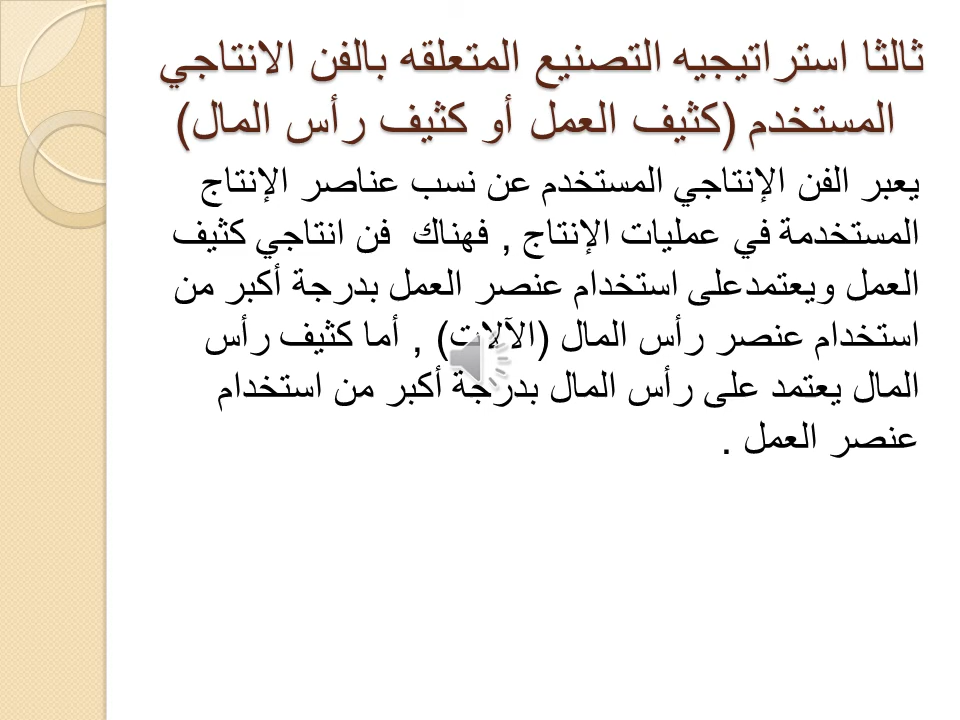 ثالثا استراتيجيه التصنيع المتعلقه بالفن الانتاجي
المستخدم (كثيف العمل أو كثيف رأس المال)
يعبر الفن الإنتاجي المستخدم عن نسب عناصر الإنتاج
المستخدمة في عمليات الإنتاج , فهناك فن انتاجي كثيف
العمل ويعتمدعلى استخدام عنصر العمل بدرجة أكبر من
استخدام عنصر رأس المال (الآلات) , أما كثيف رأس
المال يعتمد على رأس المال بدرجة أكبر من استخدام
عنصر العمل .